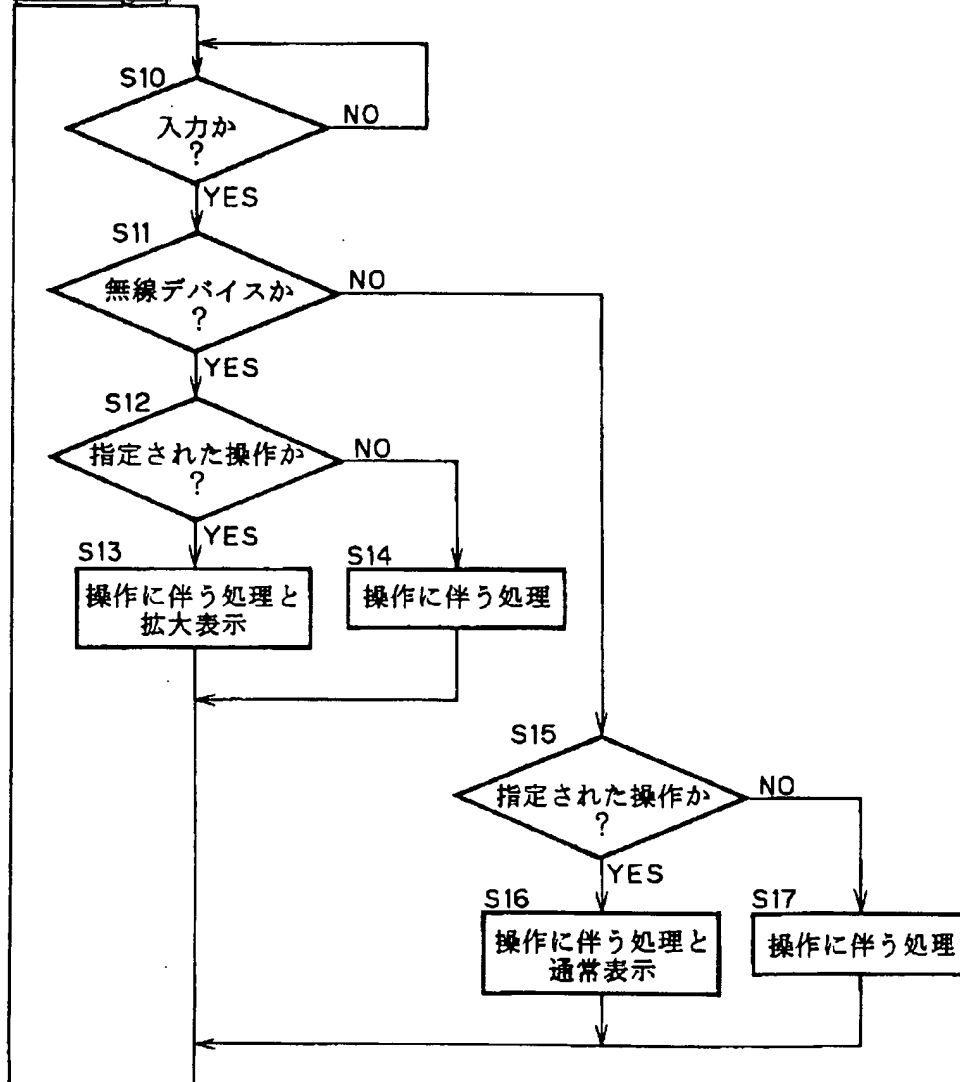 S10
入力か
?
NO
YES
S11
無線デバイスか
?
NO
YES
S12
指定された操作か
?
NO
YES
S13
操作に伴う処理と
拡大表示
S14
操作に伴う処理
S15
指定された操作か
?
NO
YES
S16
操作に伴う処理と
通常表示
S17
操作に伴う処理